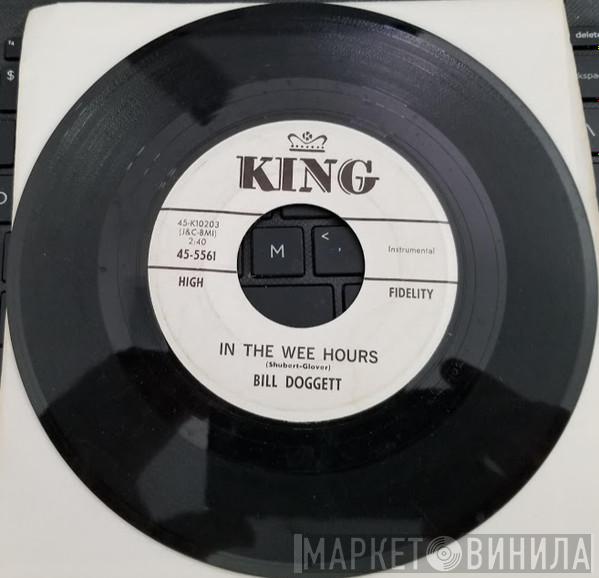 K
KING
45-K10203
(J&C-BMI)
2:40
45-5561
Instrumental
HIGH
FIDELITY
IN THE WEE HOURS
(Shubert-Glover)
BILL DOGGETT
M
<
,
$
delete
МАРКЕТ ВИНИЛА